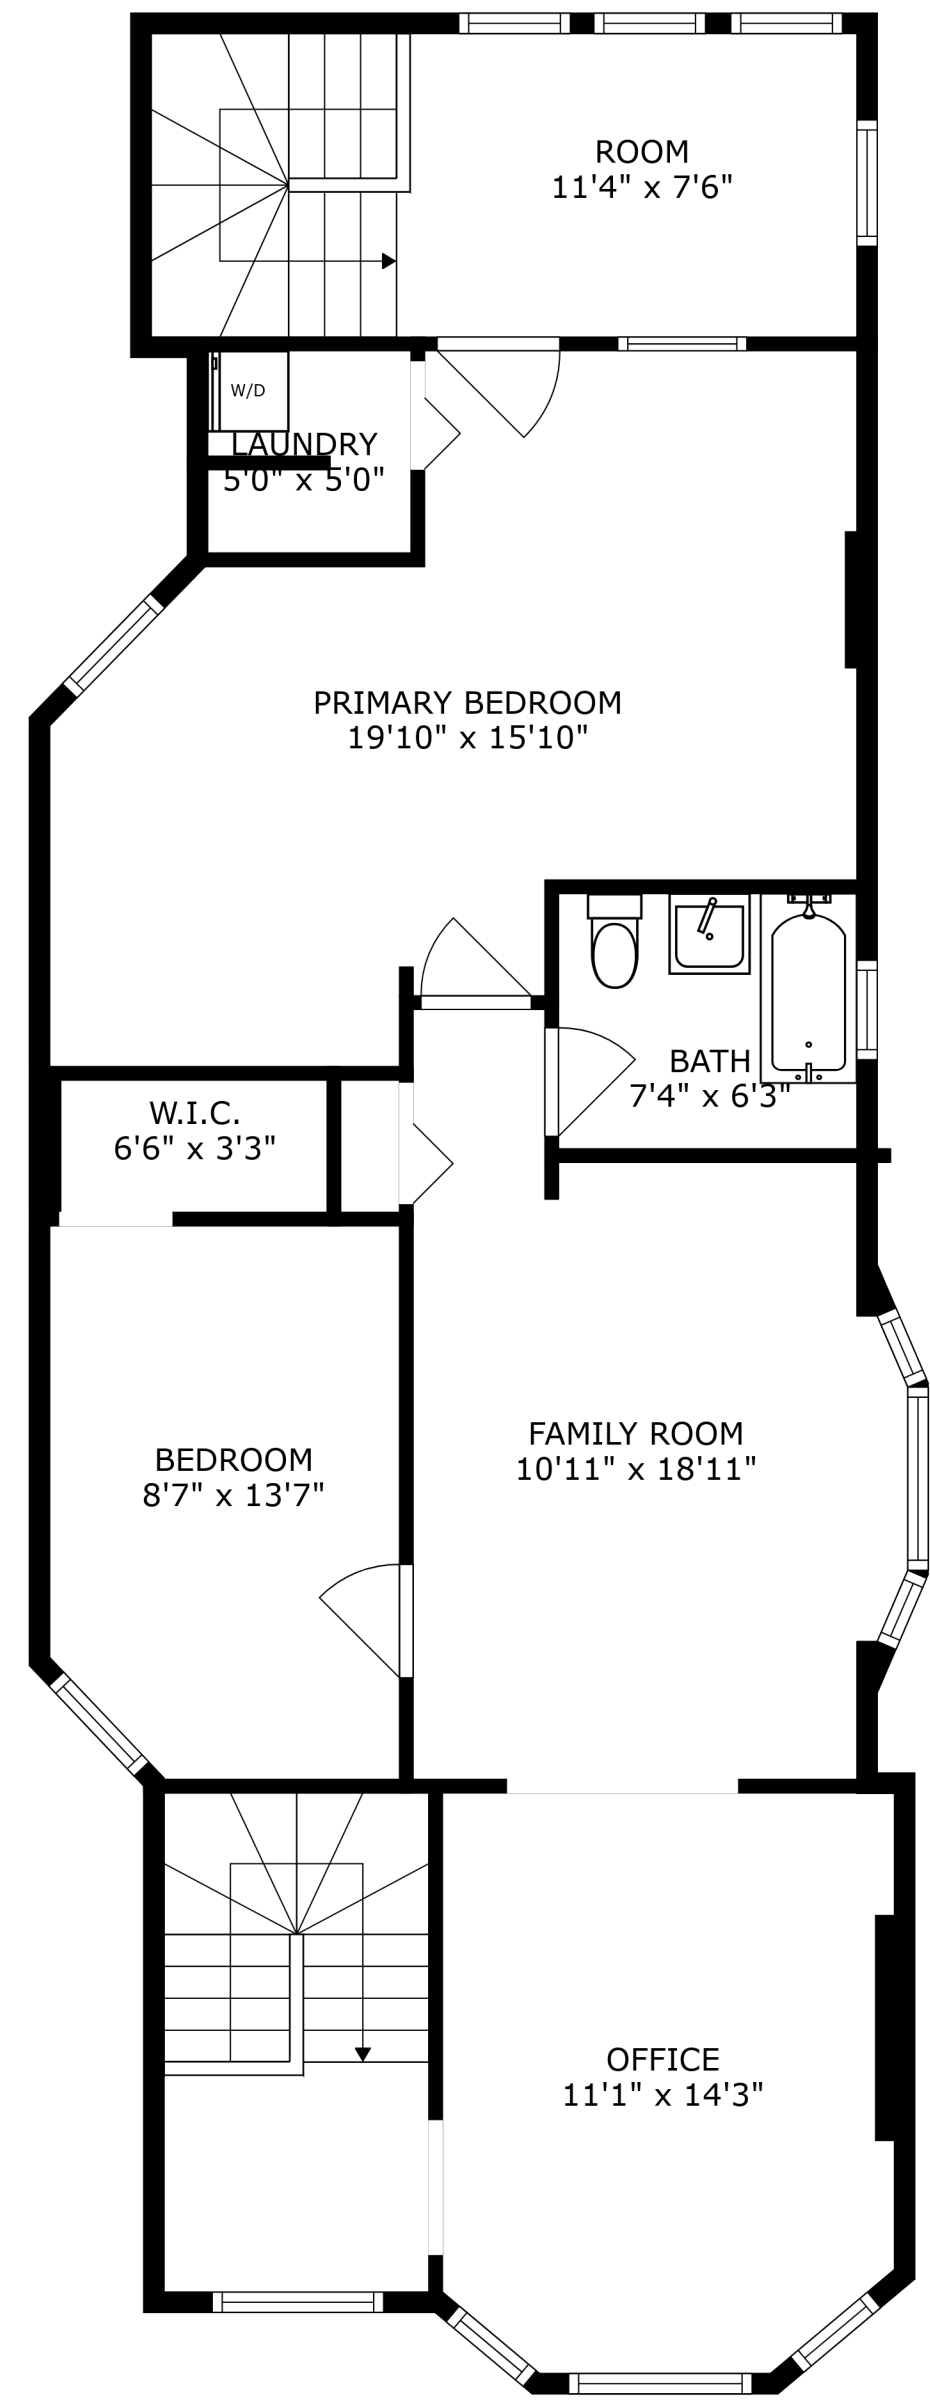 ROOM
11'4" x 7'6"
W/D
LAUNDRY
5'0" x 5'0"
PRIMARY BEDROOM
19'10" x 15'10"
BATH
7'4" x 6'3"
W.I.C.
6'6" x 3'3"
FAMILY ROOM
10'11" x 18'11"
BEDROOM
8'7" x 13'7"
OFFICE
11'1" x 14'3"